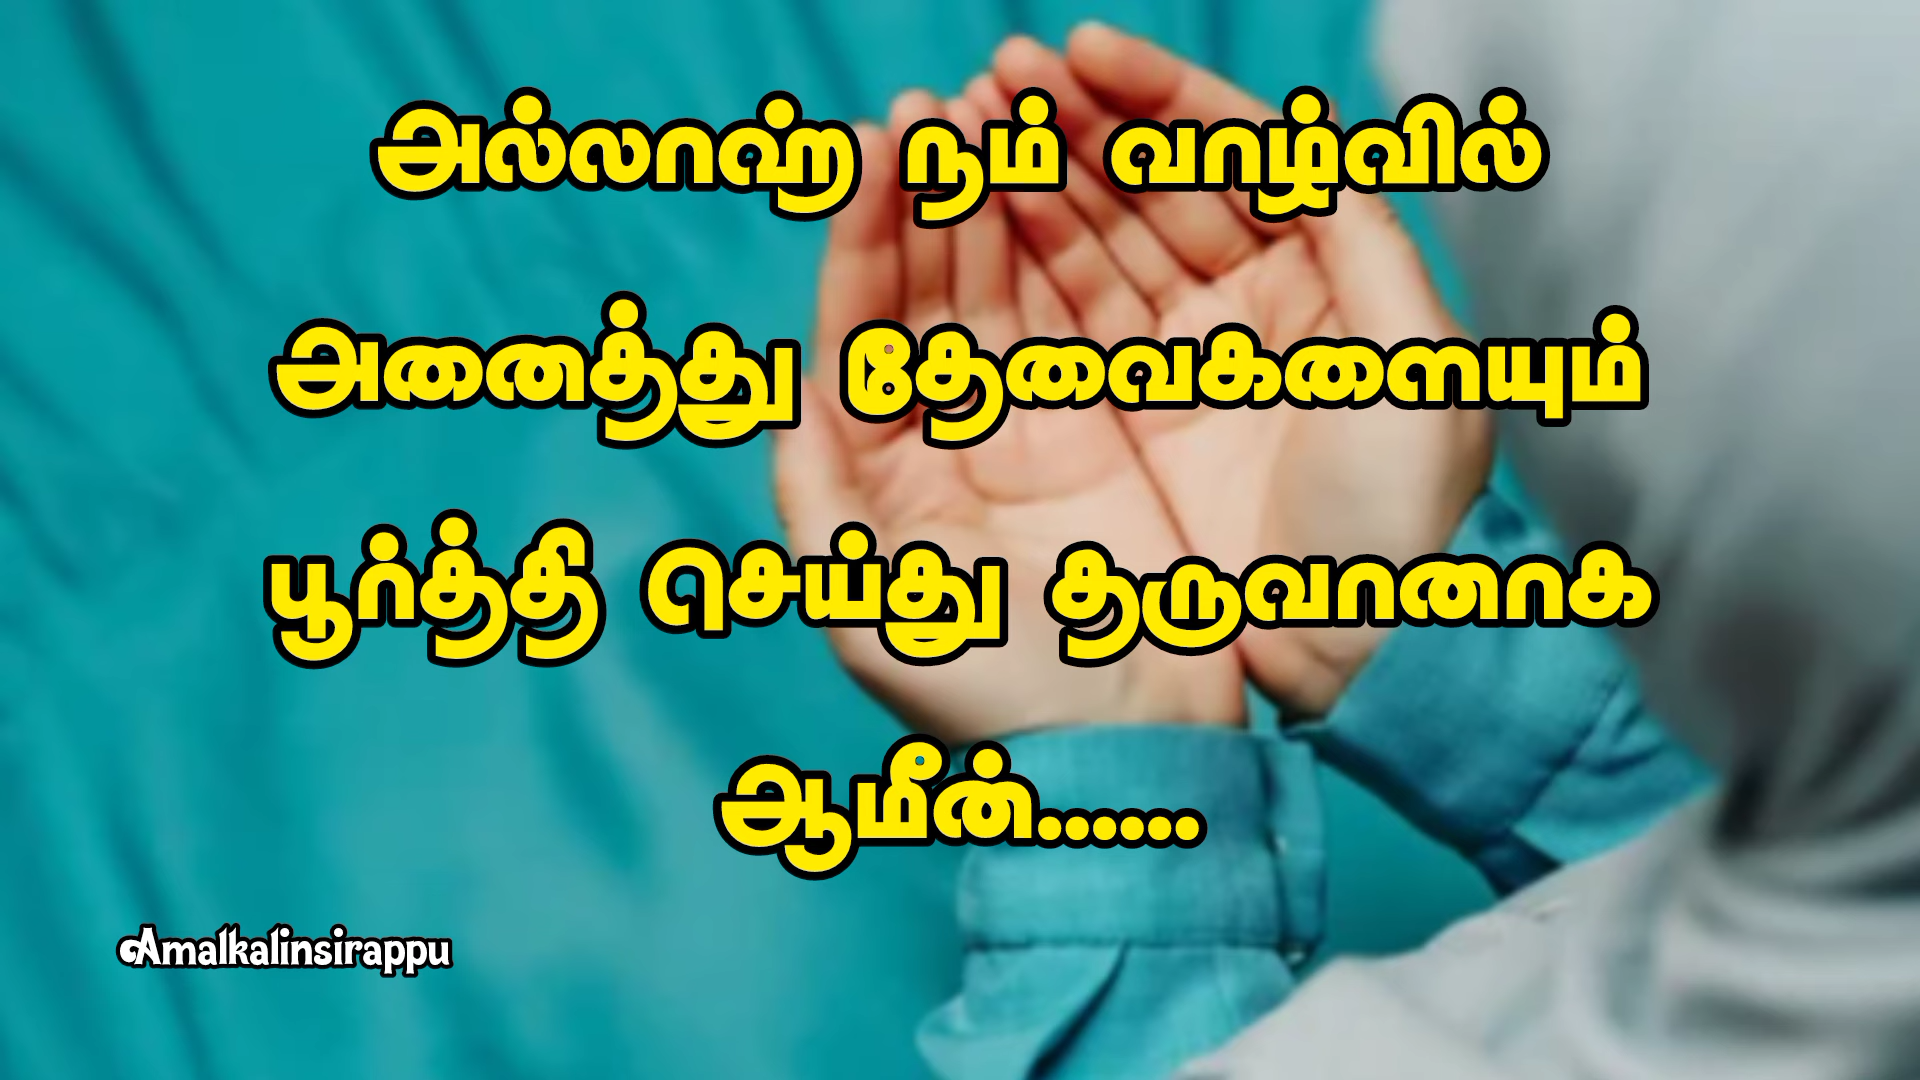 அல்லாஹ் நம் வாழ்வில்
அனைத்து தேவைகளையும்
பூர்த்தி செய்து தருவானாக
ஆமீன்......
Amalkalinsirappu